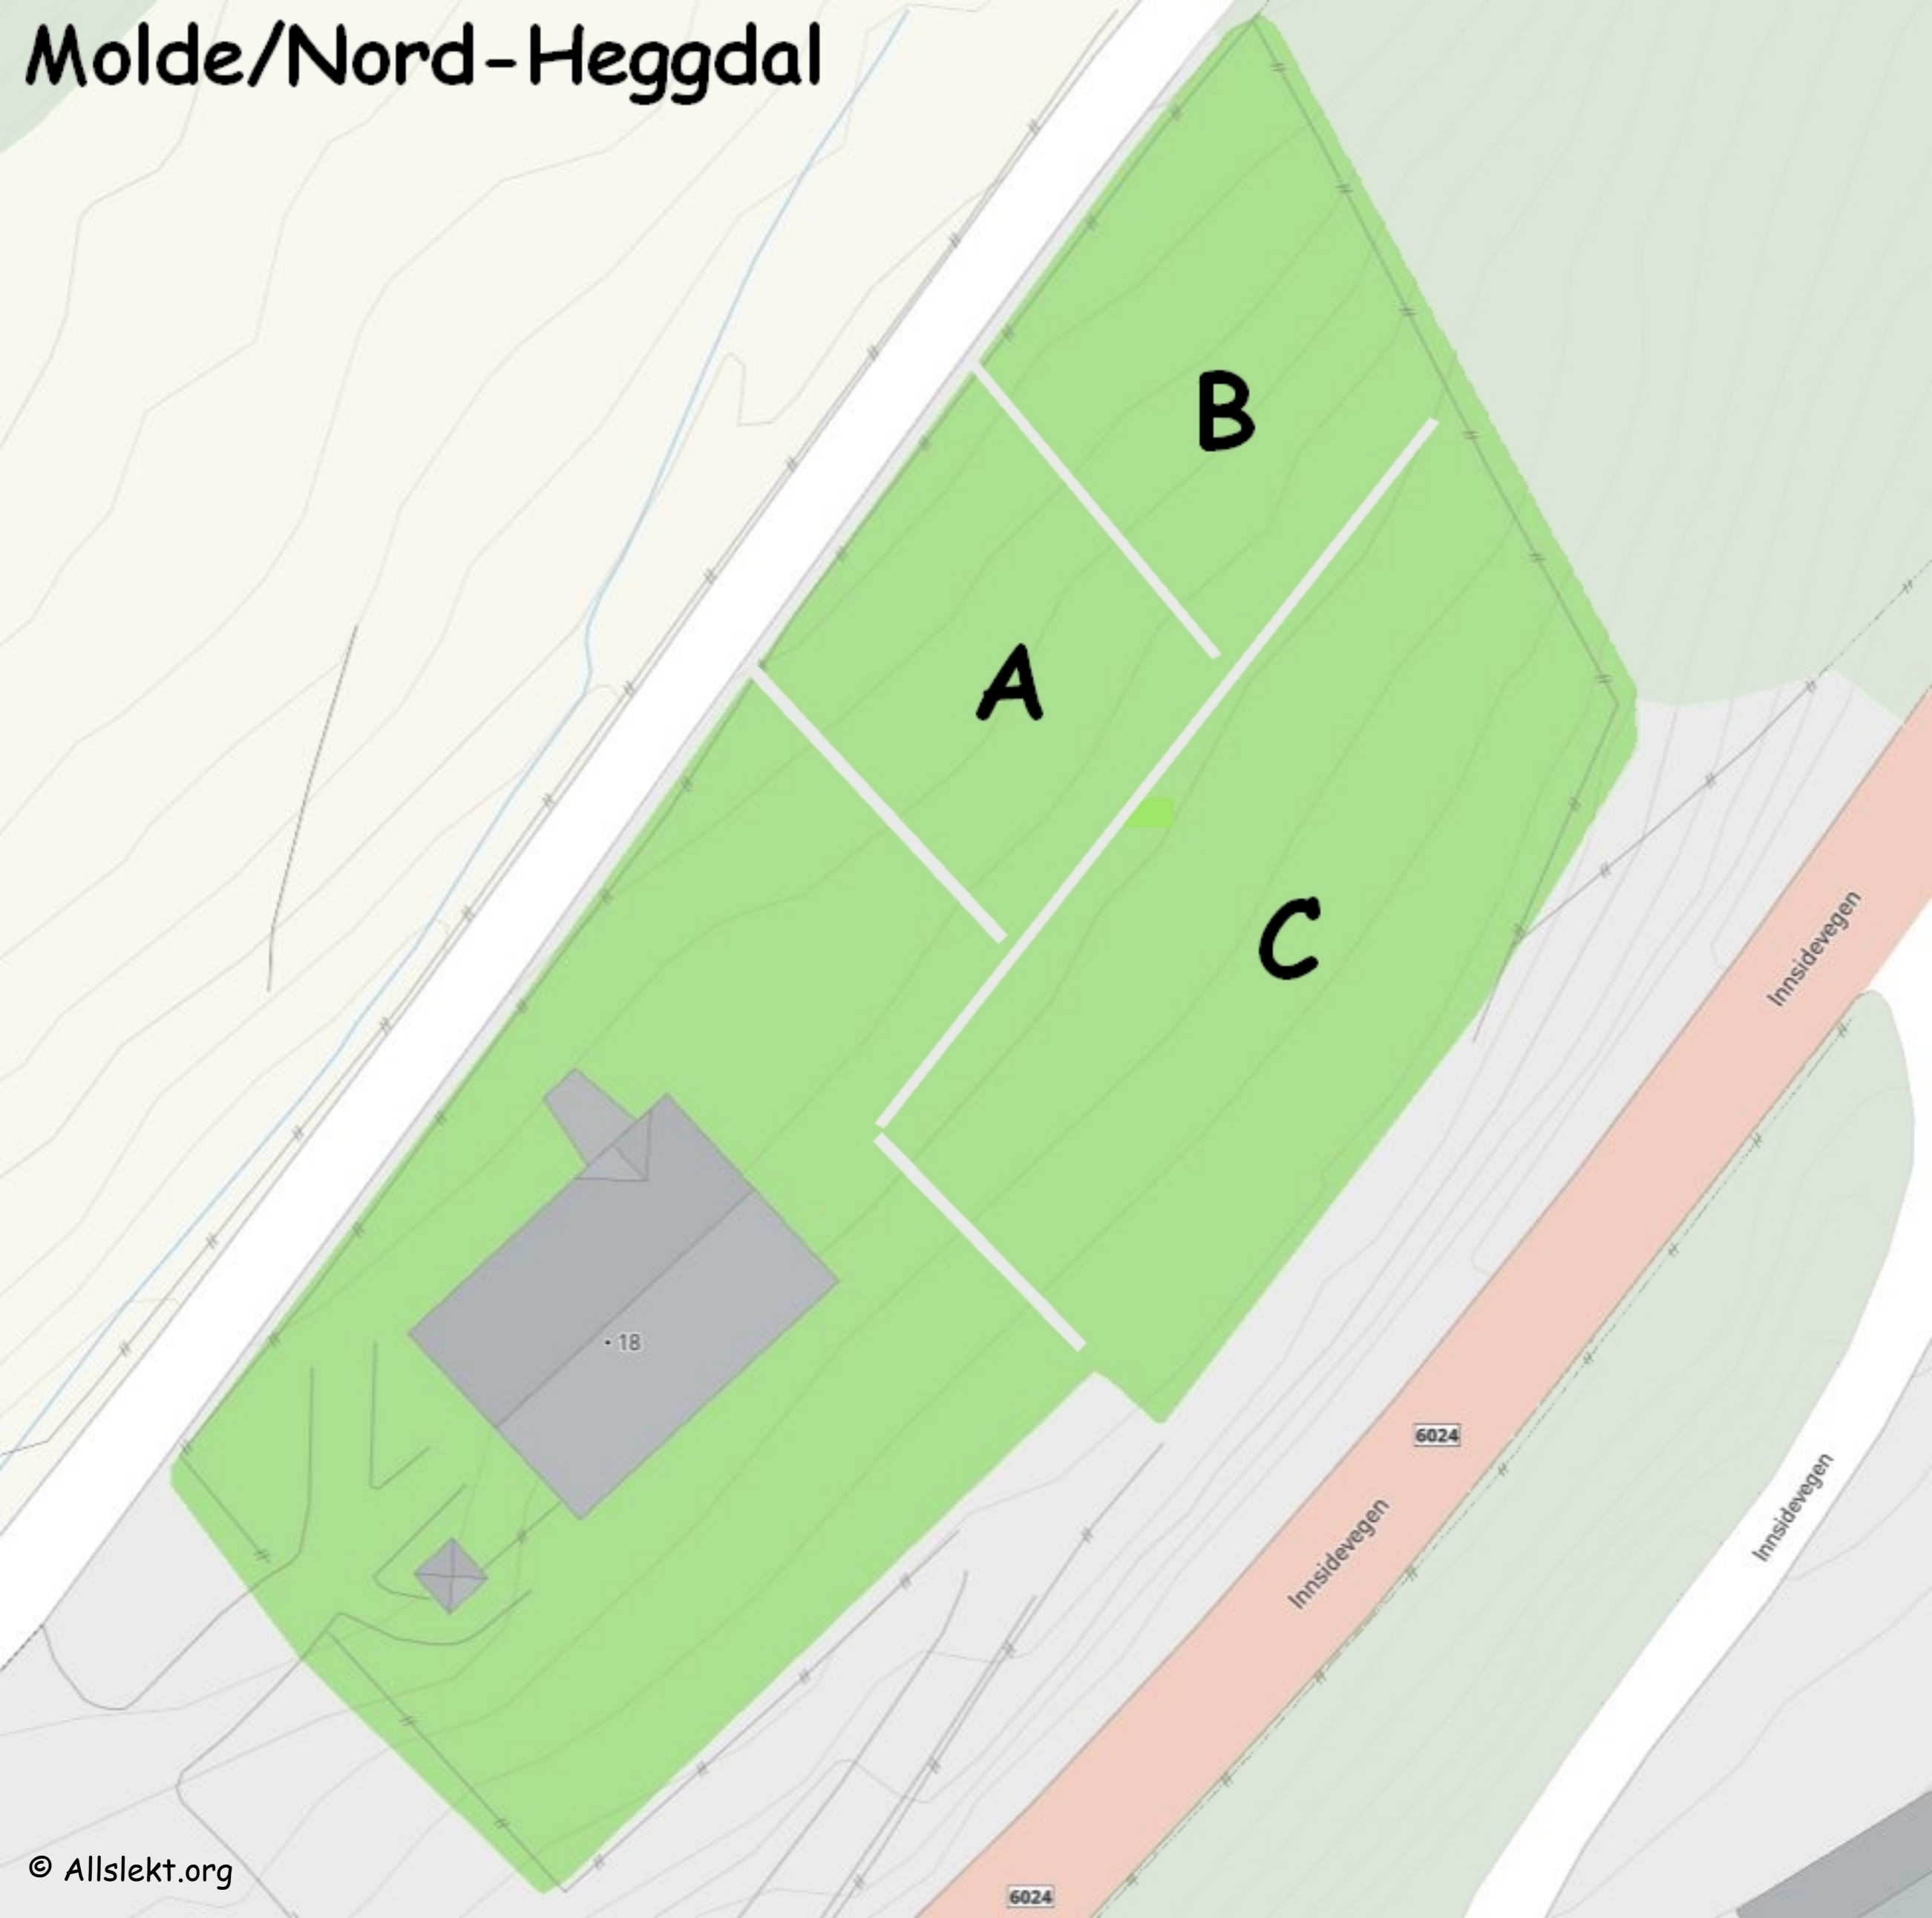 Molde/Nord-Heggdal
B
A
C
Innsidevegen
• 18
6024
Innsidevegen
Innsidevegen
6024
© Allslekt.org